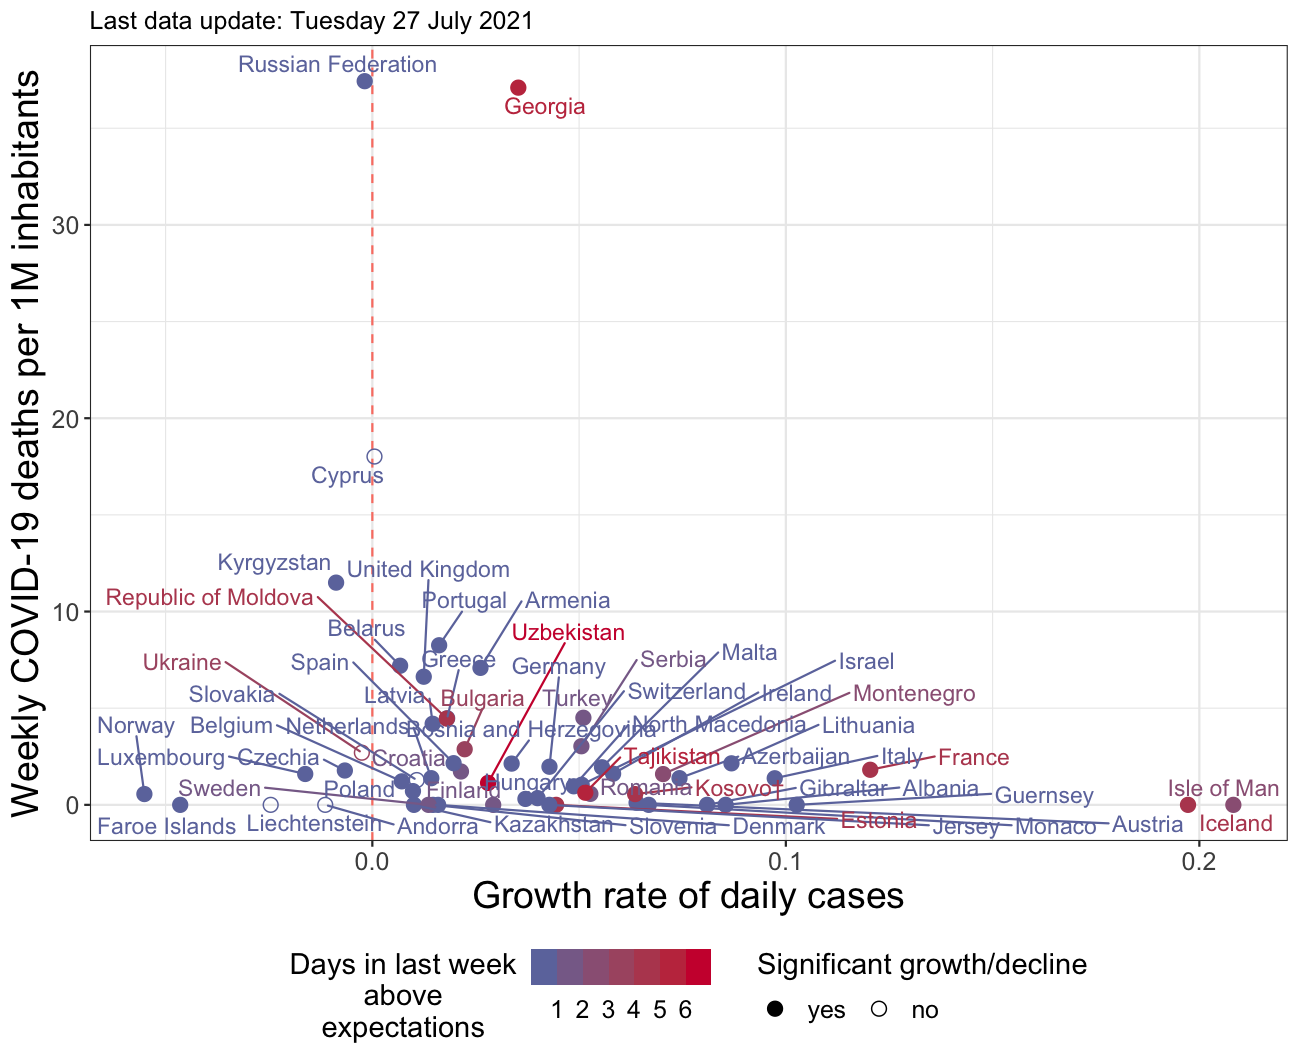 Last data update: Tuesday 27 July 2021
Weekly COVID-19 deaths per 1M inhabitants
30
20
10
0
Russian Federation
Georgia
Cyprus
Kyrgyzstan
United Kingdom
Republic of Moldova
Portugal
Armenia
Belarus
Uzbekistan
Ukraine
Spain
Greece
Germany
Serbia
Malta
Israel
Slovakia
Latvia
Bulgaria
Turkey
Switzerland
Ireland
Montenegro
Norway
Belgium
Netherlands
Bosnia and Herzegovina
North Macedonia
Lithuania
Luxembourg
Czechia
Croatia
Tajikistan
Azerbaijan
Italy
France
Sweden
Poland
Finland
Hungary
Romania
Kosovo†
Gibraltar
Albania
Guernsey
Isle of Man
Faroe Islands
Liechtenstein
Andorra
Kazakhstan
Slovenia
Denmark
Estonia
Jersey
Monaco
Austria
Iceland
0.0
0.1
0.2
Growth rate of daily cases
Days in last week
above
expectations
1 2 3 4 5 6
Significant growth/decline
yes
no